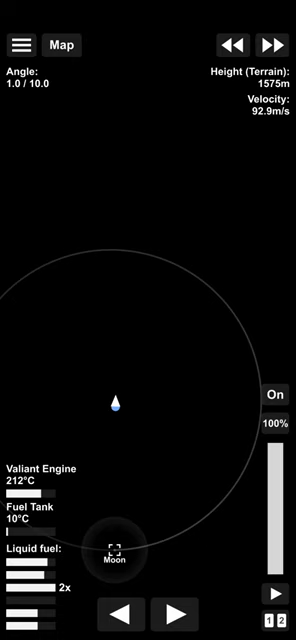 Map
Angle:
1.0 / 10.0
Height (Terrain):
1575m
Velocity:
92.9m/s
On
100%
Valiant Engine
212°C
Fuel Tank
10°C
Liquid fuel:
2x
Moon
1 2